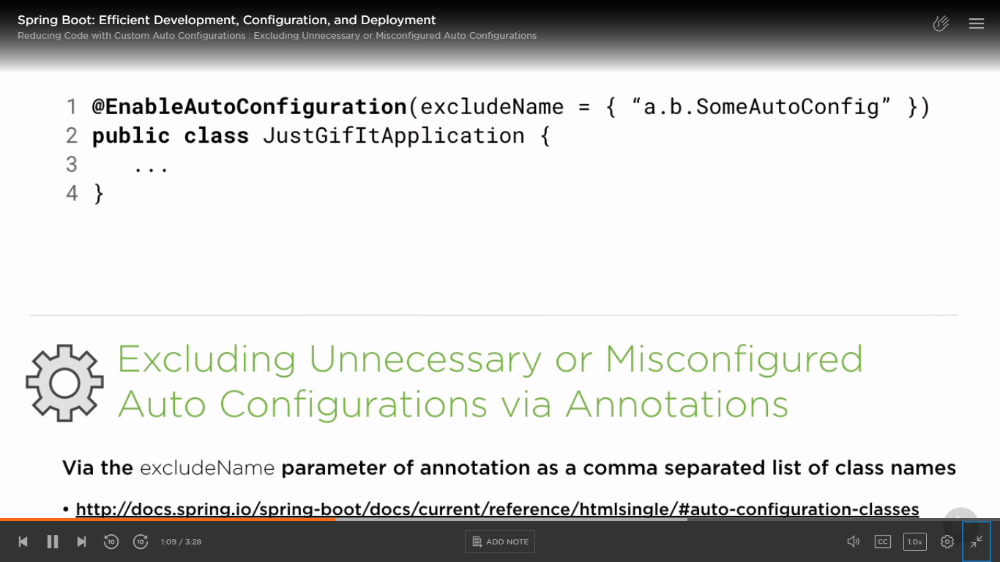 Spring Boot: Efficient Development, Configuration, and Deployment
Reducing Code with Custom Auto Configurations : Excluding Unnecessary or Misconfigured Auto Configurations
1 @EnableAutoConfiguration(excludeName = { “a.b.SomeAutoConfig” })
2 public class JustGifItApplication {
3 ...
4 }
Excluding Unnecessary or Misconfigured
Auto Configurations via Annotations
Via the excludeName parameter of annotation as a comma separated list of class names
• http://docs.spring.io/spring-boot/docs/current/reference/htmlsingle/#auto-configuration-classes
10 10 1:09 / 3:28 ADD NOTE CC 1.0x